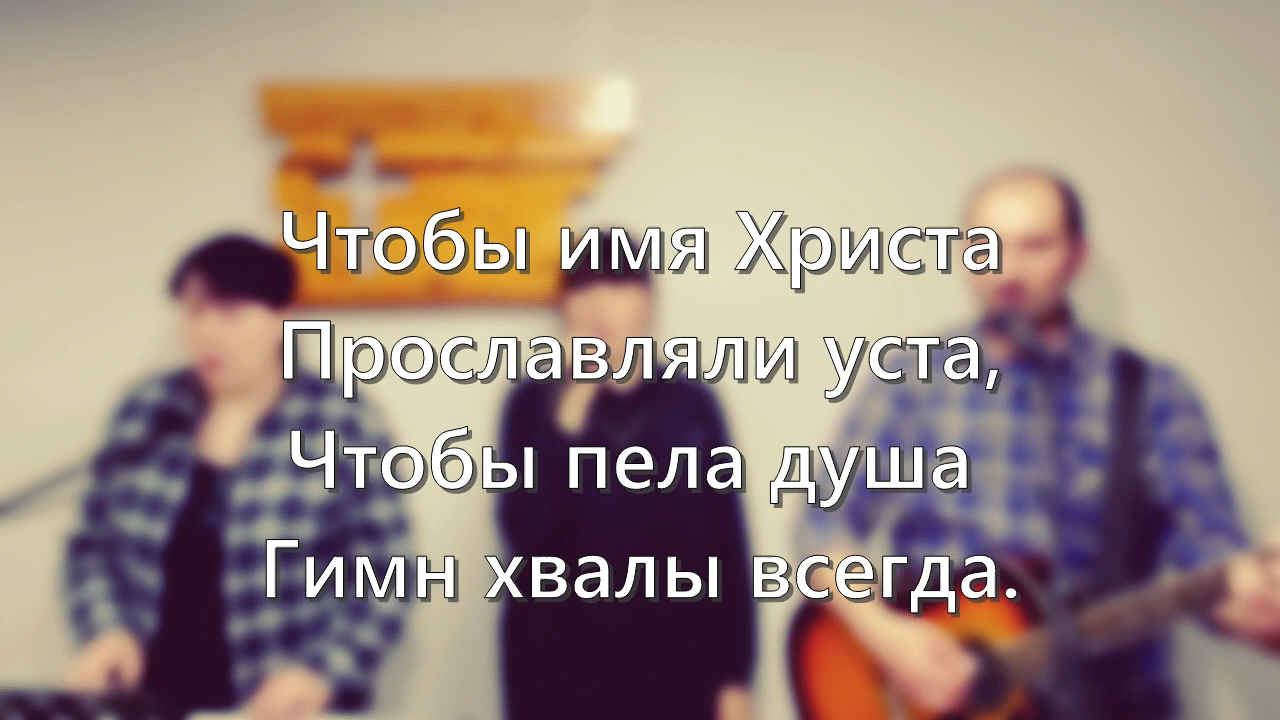 Чтобы имя Христа
Прославляли уста,
Чтобы пела душа
Гимн хвалы всегда.